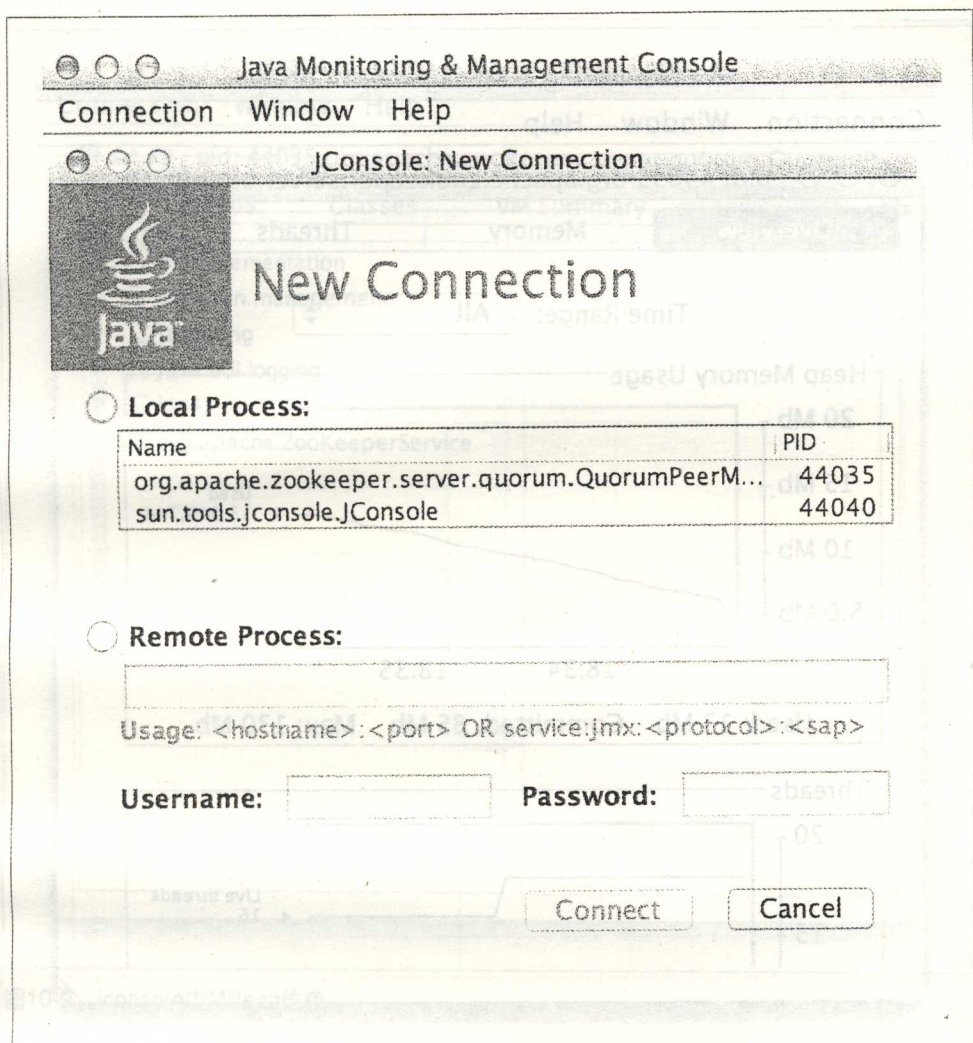 Java Monitoring & Management Console
Connection Window Help
JConsole: New Connection
Java
New Connection
Local Process:
Name PID
org.apache.zookeeper.server.quorum.QuorumPeerM... 44035
sun.tools.jconsole.JConsole 44040
Remote Process:
Usage: <hostname>:<port> OR service:jmx:<protocol>:<sap>
Username: Password:
Connect Cancel